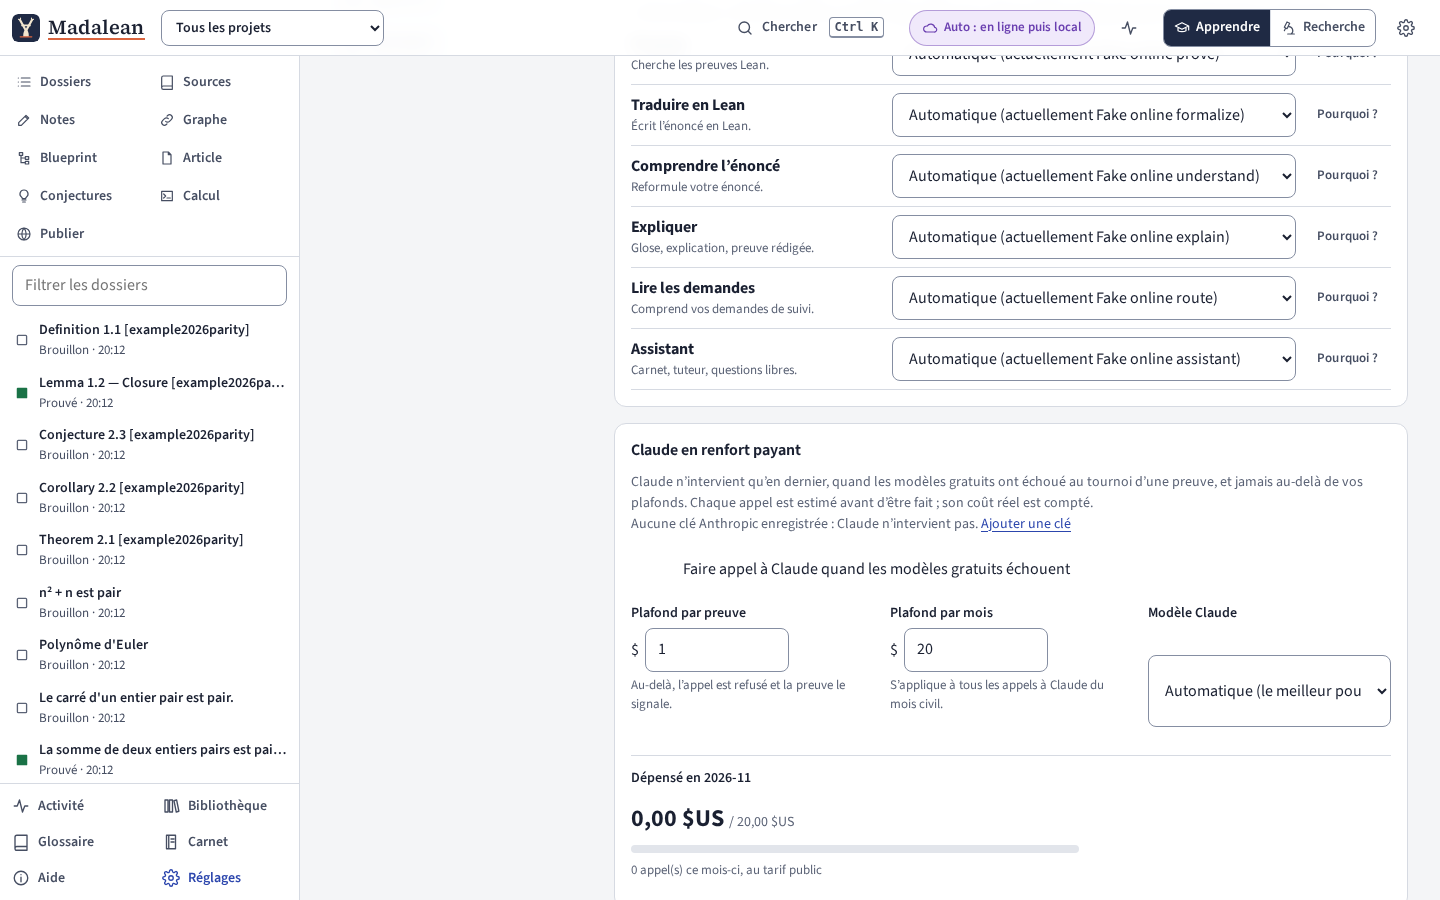 Madalean
Tous les projets
Chercher
Ctrl K
Auto : en ligne puis local
Apprendre
Recherche
Dossiers
Sources
Notes
Graphe
Blueprint
Article
Conjectures
Calcul
Publier
Filtrer les dossiers
Definition 1.1 [example2026parity]
Brouillon · 20:12
Lemma 1.2 — Closure [example2026pa…
Prouvé · 20:12
Conjecture 2.3 [example2026parity]
Brouillon · 20:12
Corollary 2.2 [example2026parity]
Brouillon · 20:12
Theorem 2.1 [example2026parity]
Brouillon · 20:12
n² + n est pair
Brouillon · 20:12
Polynôme d'Euler
Brouillon · 20:12
Le carré d'un entier pair est pair.
Brouillon · 20:12
La somme de deux entiers pairs est pai…
Prouvé · 20:12
Activité
Bibliothèque
Glossaire
Carnet
Aide
Réglages
Cherche les preuves Lean.
Automatique (actuellement Fake online prove)
Pourquoi ?
Traduire en Lean
Écrit l’énoncé en Lean.
Automatique (actuellement Fake online formalize)
Pourquoi ?
Comprendre l’énoncé
Reformule votre énoncé.
Automatique (actuellement Fake online understand)
Pourquoi ?
Expliquer
Glose, explication, preuve rédigée.
Automatique (actuellement Fake online explain)
Pourquoi ?
Lire les demandes
Comprend vos demandes de suivi.
Automatique (actuellement Fake online route)
Pourquoi ?
Assistant
Carnet, tuteur, questions libres.
Automatique (actuellement Fake online assistant)
Pourquoi ?
Claude en renfort payant
Claude n’intervient qu’en dernier, quand les modèles gratuits ont échoué au tournoi d’une preuve, et jamais au-delà de vos
plafonds. Chaque appel est estimé avant d’être fait ; son coût réel est compté.
Aucune clé Anthropic enregistrée : Claude n’intervient pas. Ajouter une clé
Faire appel à Claude quand les modèles gratuits échouent
Plafond par preuve
$ 1
Au-delà, l’appel est refusé et la preuve le
signale.
Plafond par mois
$ 20
S’applique à tous les appels à Claude du
mois civil.
Modèle Claude
Automatique (le meilleur pou
Dépensé en 2026-11
0,00 $US / 20,00 $US
0 appel(s) ce mois-ci, au tarif public